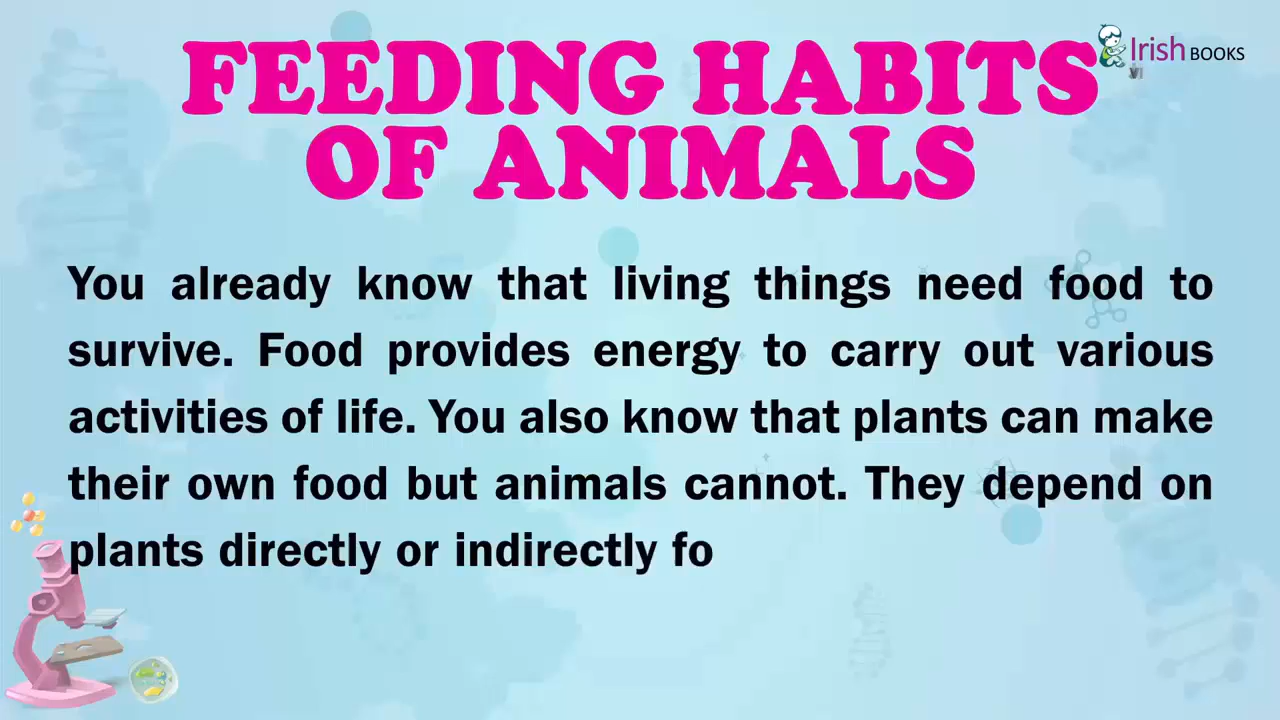 FEEDING HABITS
OF ANIMALS
Irish BOOKS
You already know that living things need food to
survive. Food provides energy to carry out various
activities of life. You also know that plants can make
their own food but animals cannot. They depend on
plants directly or indirectly fo